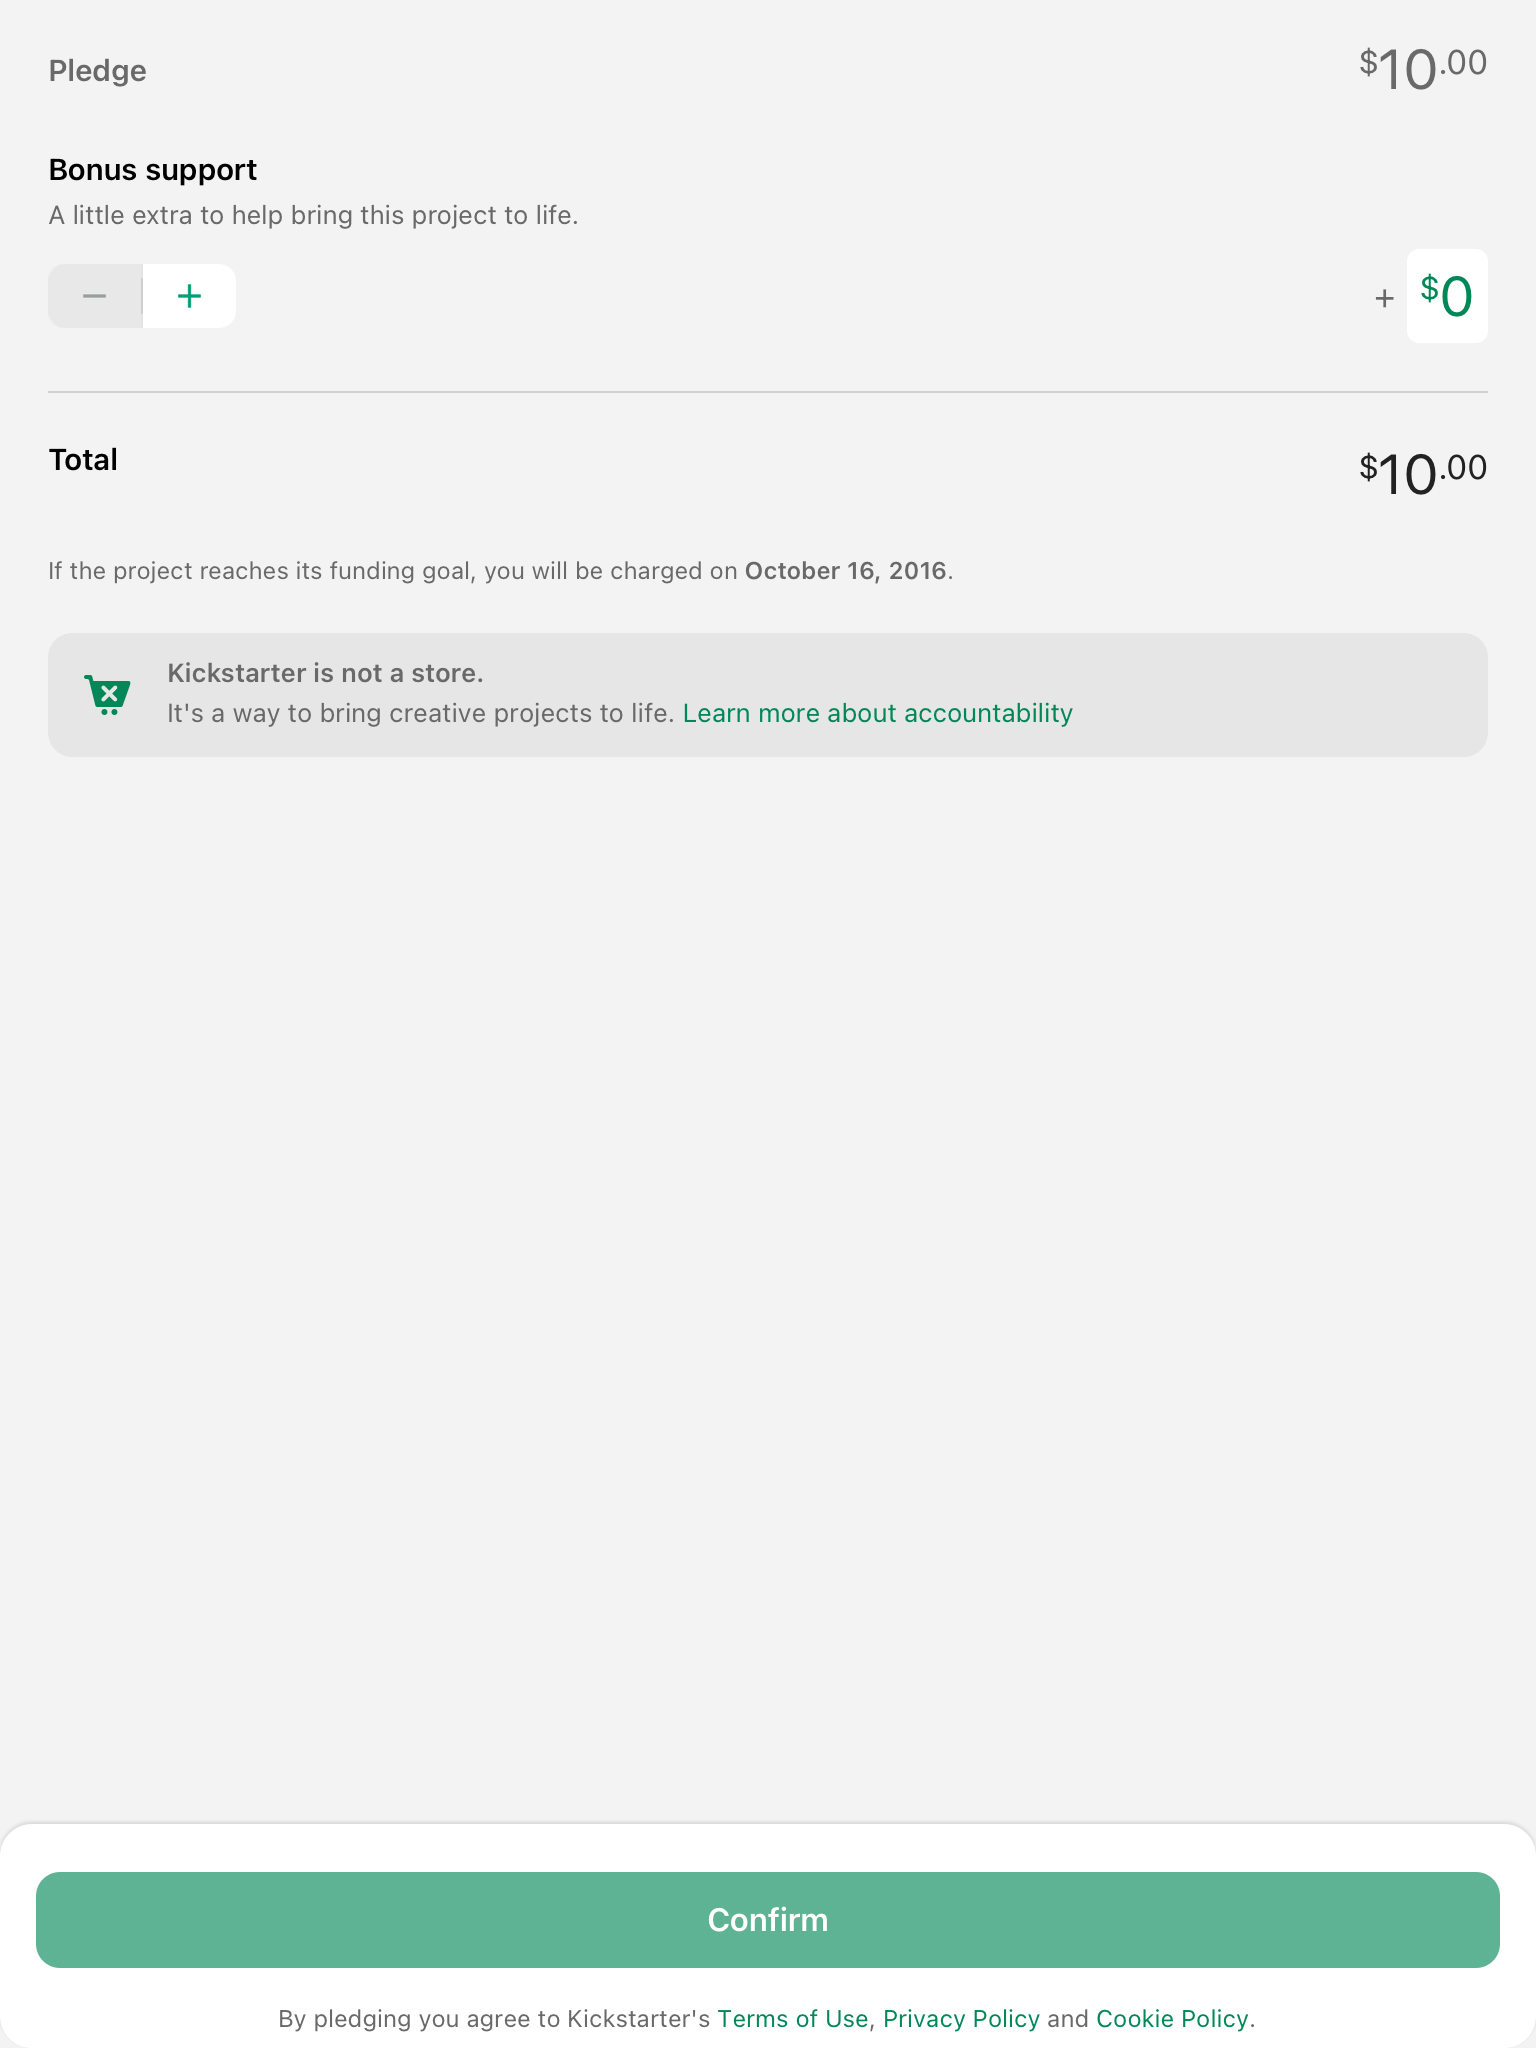 Pledge $10.00
Bonus support
A little extra to help bring this project to life.
− + + $0
Total $10.00
If the project reaches its funding goal, you will be charged on October 16, 2016.
Kickstarter is not a store.
It's a way to bring creative projects to life. Learn more about accountability
Confirm
By pledging you agree to Kickstarter's Terms of Use, Privacy Policy and Cookie Policy.